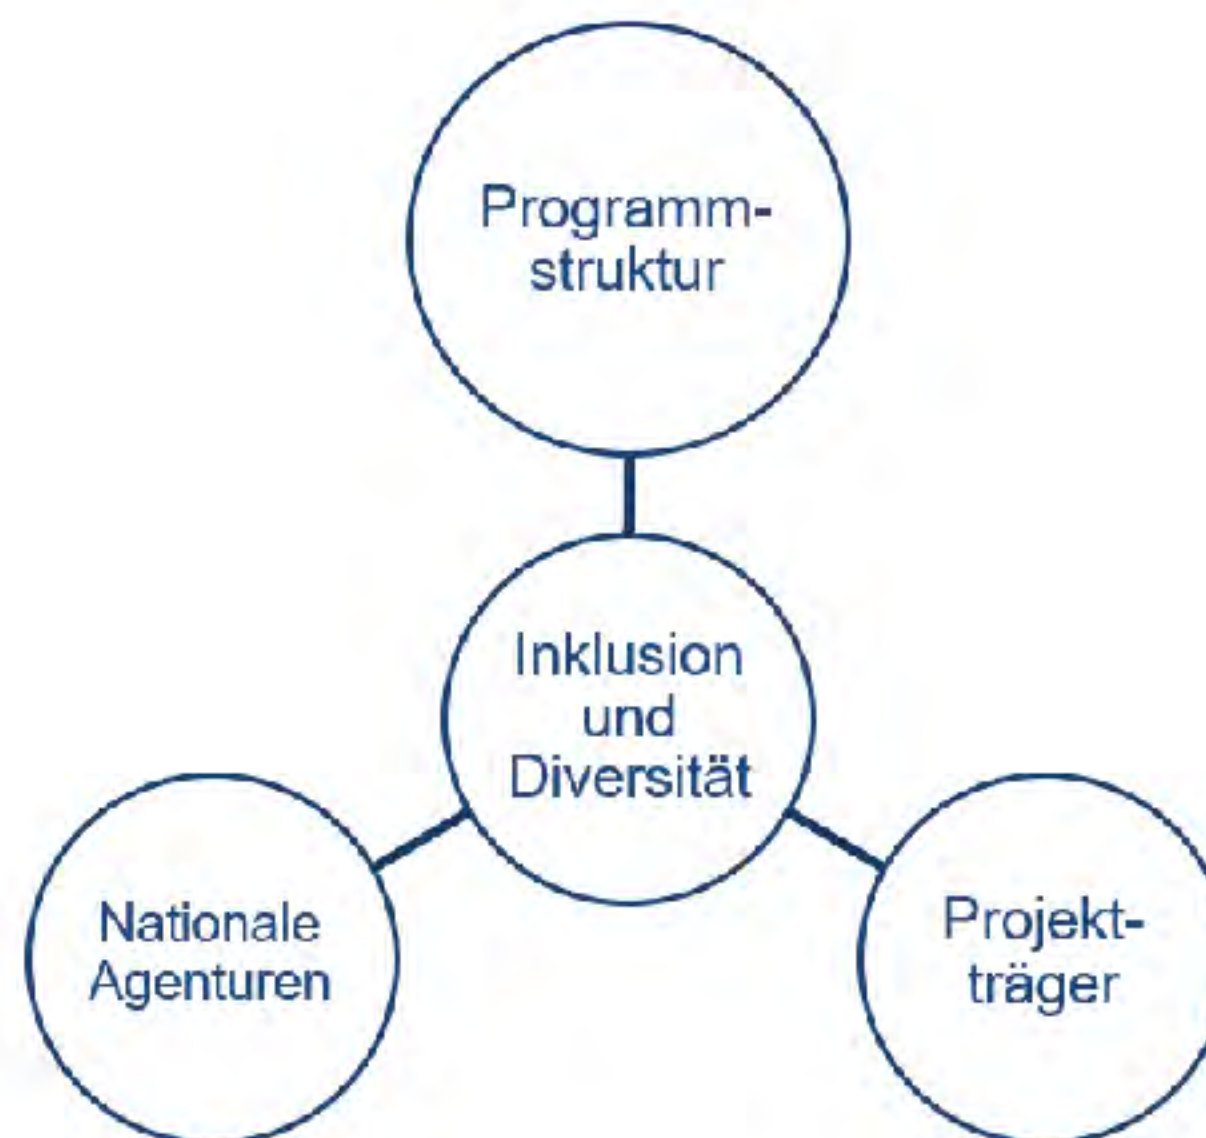 Programm-
struktur
Inklusion
und
Diversität
Nationale
Agenturen
Projekt-
träger